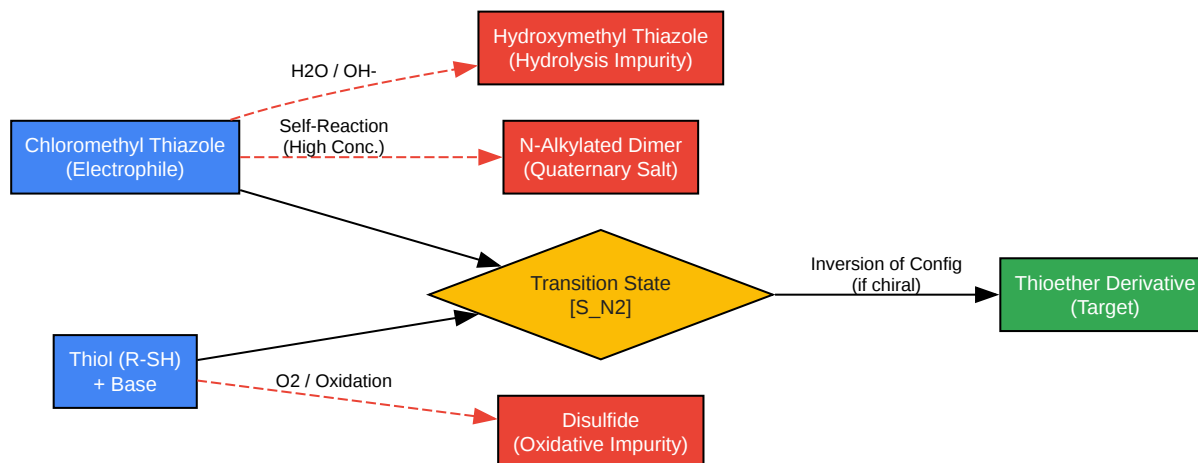 Hydroxymethyl Thiazole
(Hydrolysis Impurity)
H2O / OH-
Chloromethyl Thiazole
(Electrophile)
Self-Reaction
(High Conc.)
N-Alkylated Dimer
(Quaternary Salt)
Transition State
[S_N2]
Inversion of Config
(if chiral)
Thioether Derivative
(Target)
Thiol (R-SH)
+ Base
O2 / Oxidation
Disulfide
(Oxidative Impurity)